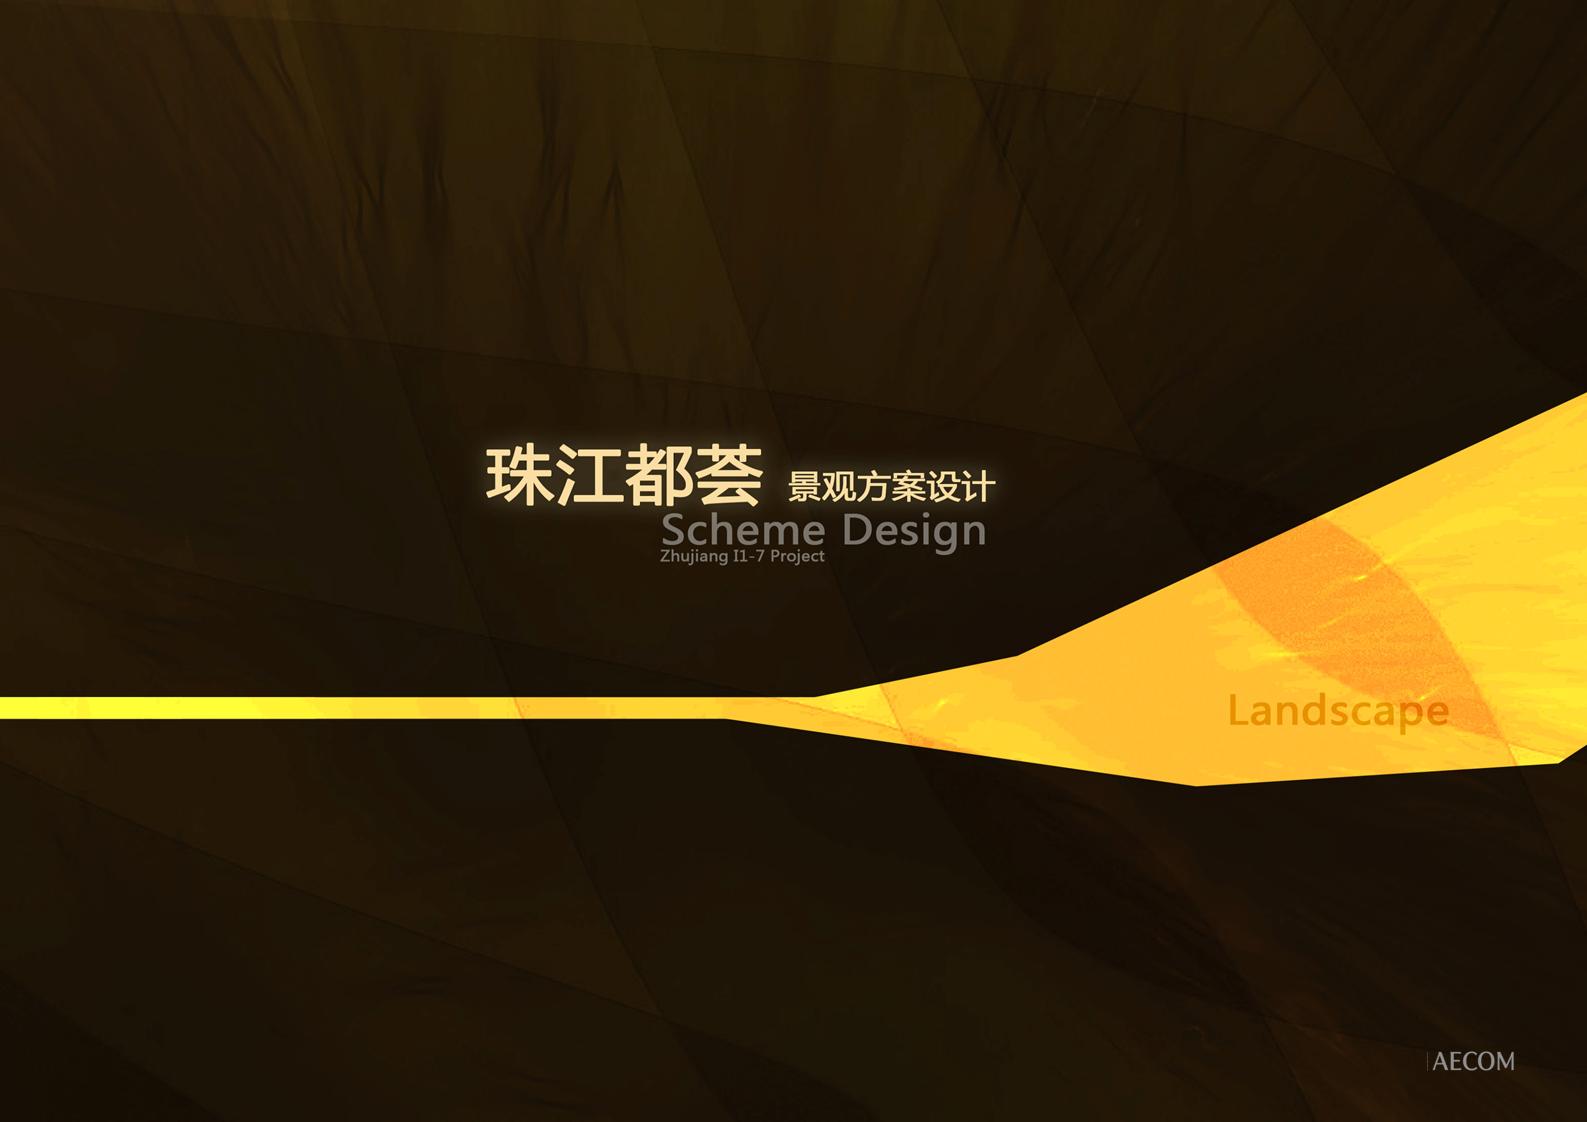 珠江都荟 景观方案设计
Scheme Design
Zhujiang I1-7 Project
Landscape
AECOM